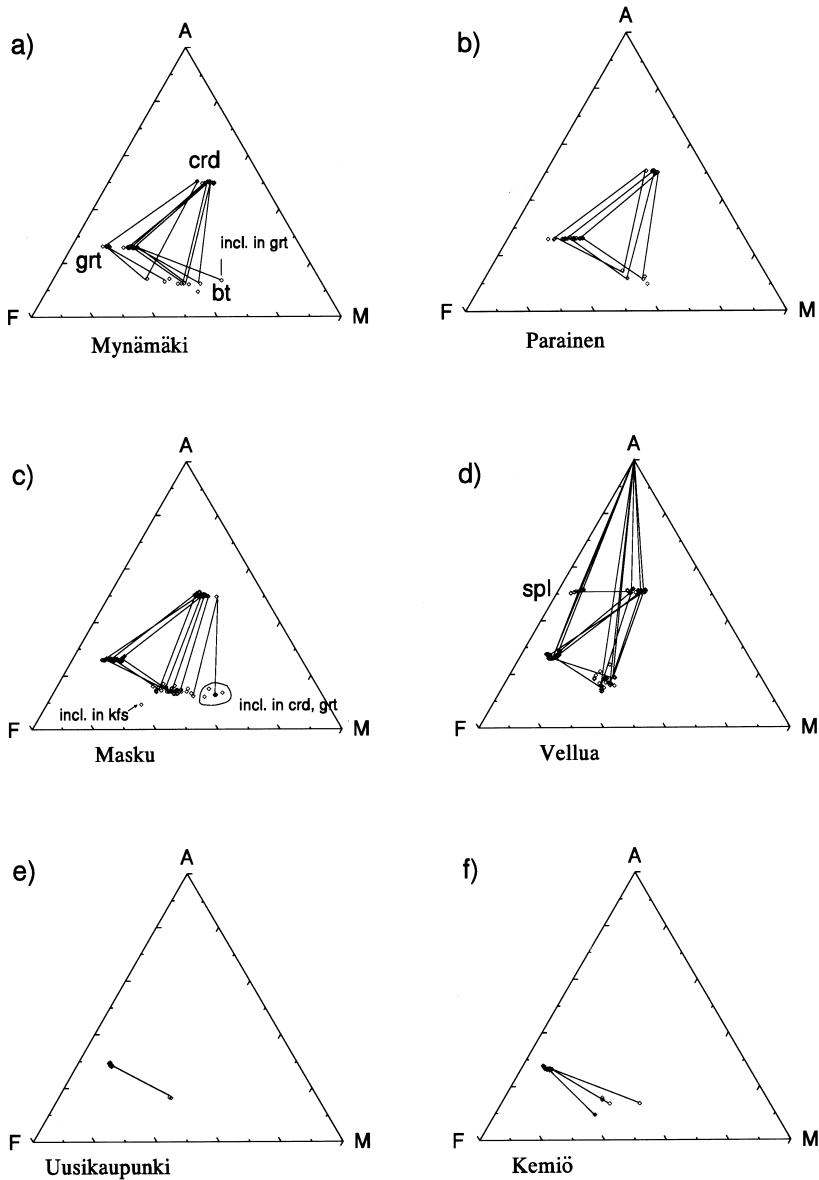 a)
A
crd
incl. in grt
grt
bt
F
M
Mynämäki
b)
A
F
M
Parainen
c)
A
incl. in kfs
incl. in crd, grt
F
M
Masku
d)
A
spl
F
M
Vellua
e)
A
F
M
Uusikaupunki
f)
A
F
M
Kemiö